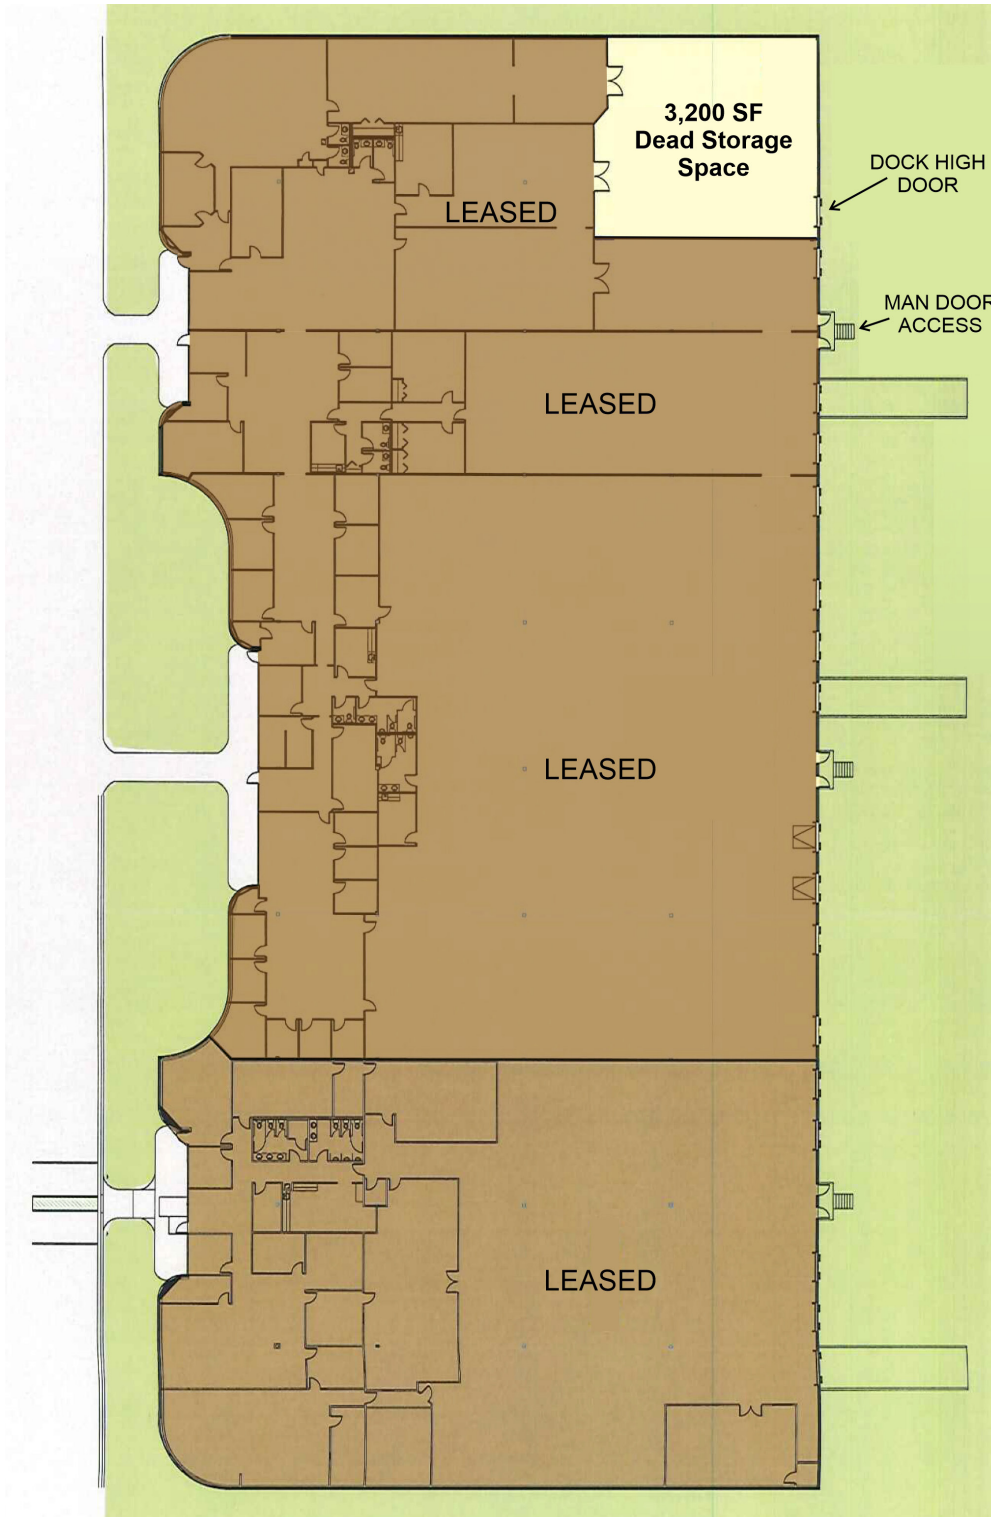 3,200 SF
Dead Storage
Space
DOCK HIGH
DOOR
LEASED
MAN DOOR
ACCESS
LEASED
LEASED
LEASED